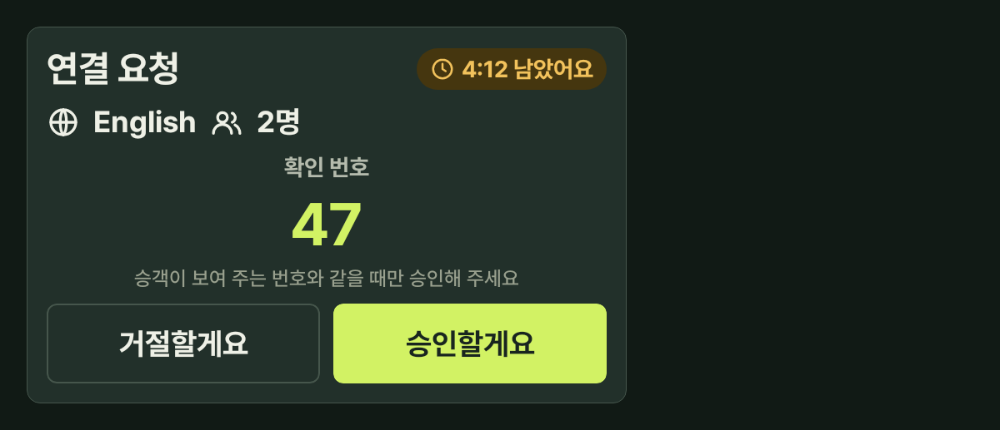 연결 요청
4:12 남았어요
English 2명
확인 번호
47
승객이 보여 주는 번호와 같을 때만 승인해 주세요
거절할게요
승인할게요